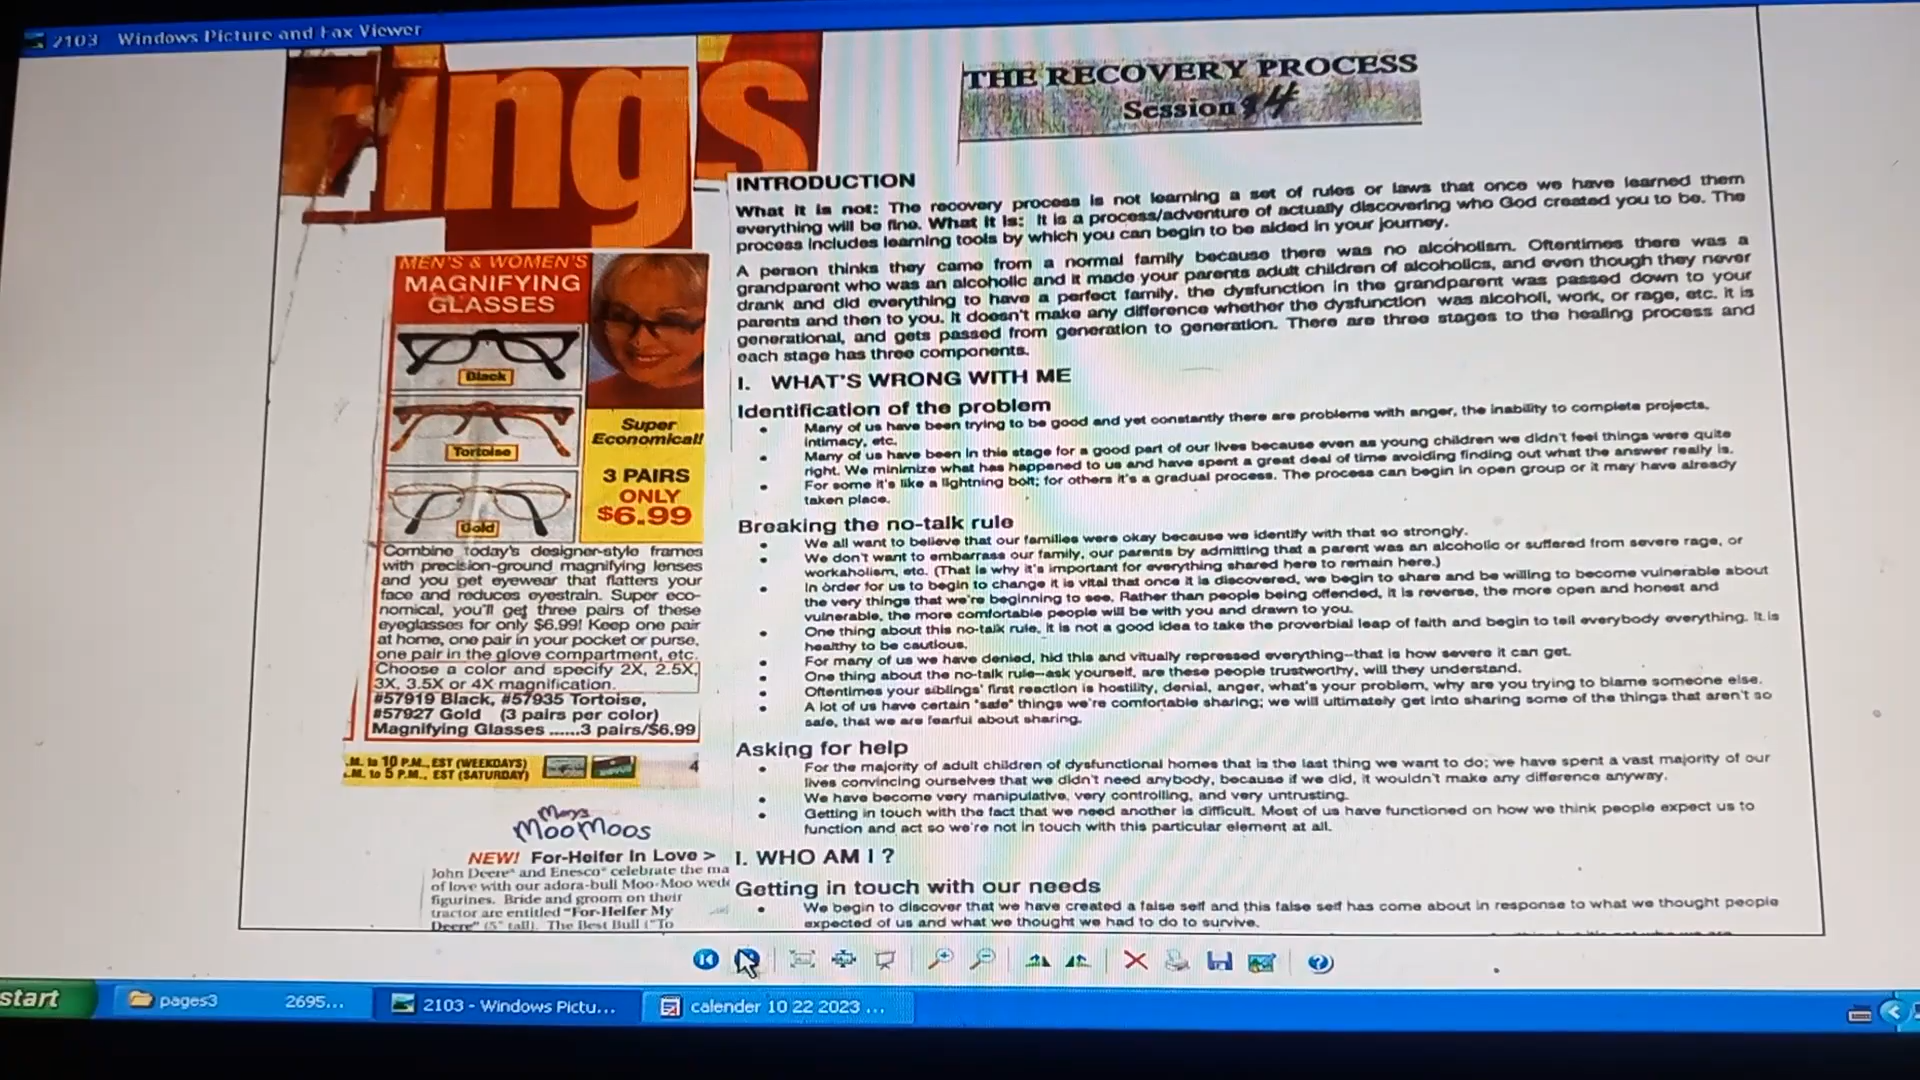 2103 Windows Picture and Fax Viewer
ing's
THE RECOVERY PROCESS
Session 4
MEN'S & WOMEN'S
MAGNIFYING
GLASSES
Black
Tortoise
Gold
Super
Economical!
3 PAIRS
ONLY
$6.99
Combine today's designer-style frames
with precision-ground magnifying lenses
and you get eyewear that flatters your
face and reduces eyestrain. Super eco-
nomical, you'll get three pairs of these
eyeglasses for only $6.99! Keep one pair
at home, one pair in your pocket or purse,
one pair in the glove compartment, etc.
Choose a color and specify 2X, 2.5X,
3X, 3.5X or 4X magnification.
#57919 Black, #57935 Tortoise,
#57927 Gold (3 pairs per color)
Magnifying Glasses ......3 pairs/$6.99
.M. to 10 P.M., EST (WEEKDAYS)
.M. to 5 P.M., EST (SATURDAY)
4
Mary's
MooMoos
NEW! For-Heifer In Love >
John Deere® and Enesco® celebrate the ma
of love with our adora-bull Moo-Moo wed
figurines. Bride and groom on their
tractor are entitled "For-Heifer My
Deere" (5" tall). The Best Bull ("To
INTRODUCTION
What it is not: The recovery process is not learning a set of rules or laws that once we have learned them
everything will be fine. What it is: It is a process/adventure of actually discovering who God created you to be. The
process includes learning tools by which you can begin to be aided in your journey.
A person thinks they came from a normal family because there was no alcoholism. Oftentimes there was a
grandparent who was an alcoholic and it made your parents adult children of alcoholics, and even though they never
drank and did everything to have a perfect family, the dysfunction in the grandparent was passed down to your
parents and then to you. It doesn't make any difference whether the dysfunction was alcoholi, work, or rage, etc. it is
generational, and gets passed from generation to generation. There are three stages to the healing process and
each stage has three components.
I. WHAT'S WRONG WITH ME
Identification of the problem
• Many of us have been trying to be good and yet constantly there are problems with anger, the inability to complete projects,
intimacy, etc.
• Many of us have been in this stage for a good part of our lives because even as young children we didn't feel things were quite
right. We minimize what has happened to us and have spent a great deal of time avoiding finding out what the answer really is.
• For some it's like a lightning bolt; for others it's a gradual process. The process can begin in open group or it may have already
taken place.
Breaking the no-talk rule
• We all want to believe that our families were okay because we identify with that so strongly.
• We don't want to embarrass our family, our parents by admitting that a parent was an alcoholic or suffered from severe rage, or
workaholism, etc. (That is why it's important for everything shared here to remain here.)
• In order for us to begin to change it is vital that once it is discovered, we begin to share and be willing to become vulnerable about
the very things that we're beginning to see. Rather than people being offended, it is reverse, the more open and honest and
vulnerable, the more comfortable people will be with you and drawn to you.
• One thing about this no-talk rule, it is not a good idea to take the proverbial leap of faith and begin to tell everybody everything. It is
healthy to be cautious.
• For many of us we have denied, hid this and vitually repressed everything--that is how severe it can get.
• One thing about the no-talk rule--ask yourself, are these people trustworthy, will they understand.
• Oftentimes your siblings' first reaction is hostility, denial, anger, what's your problem, why are you trying to blame someone else.
• A lot of us have certain "safe" things we're comfortable sharing; we will ultimately get into sharing some of the things that aren't so
safe, that we are fearful about sharing.
Asking for help
• For the majority of adult children of dysfunctional homes that is the last thing we want to do; we have spent a vast majority of our
lives convincing ourselves that we didn't need anybody, because if we did, it wouldn't make any difference anyway.
• We have become very manipulative, very controlling, and very untrusting.
• Getting in touch with the fact that we need another is difficult. Most of us have functioned on how we think people expect us to
function and act so we're not in touch with this particular element at all.
I. WHO AM I ?
Getting in touch with our needs
• We begin to discover that we have created a false self and this false self has come about in response to what we thought people
expected of us and what we thought we had to do to survive.
start
pages3
2695...
2103 - Windows Pictu...
calender 10 22 2023 ...